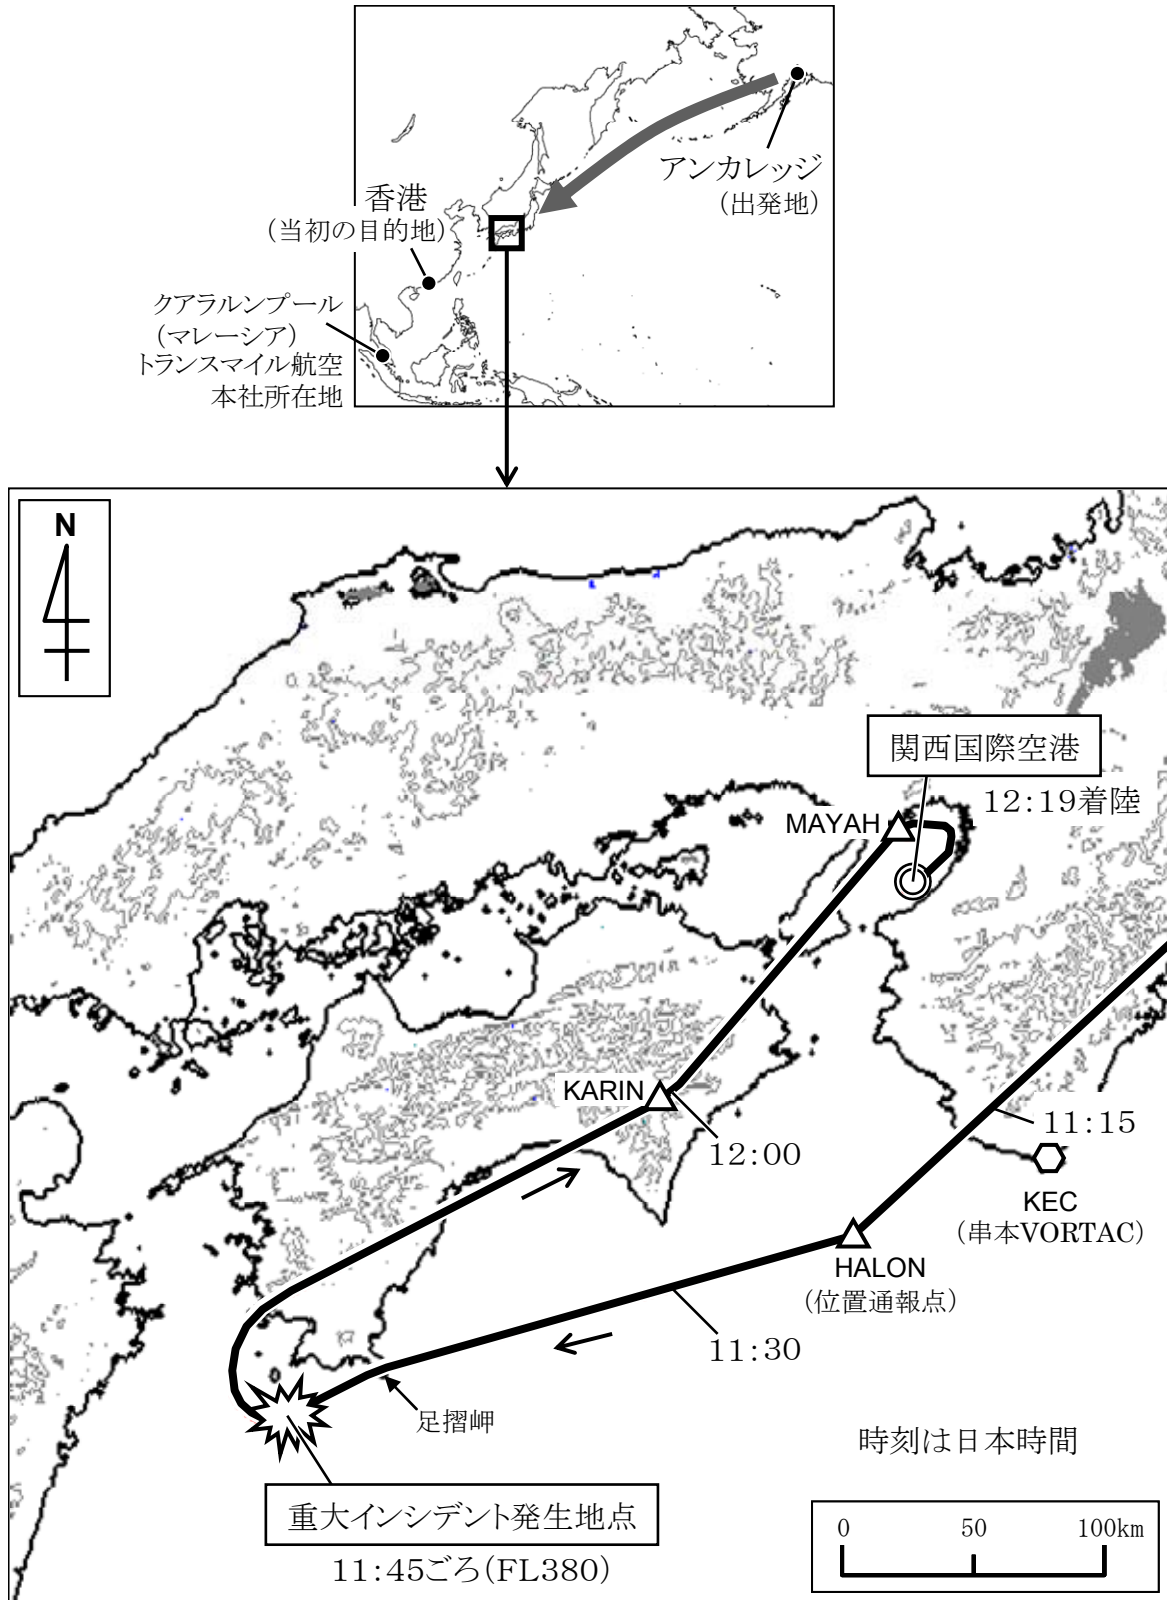 アンカレッジ
(出発地)
香港
(当初の目的地)
クアラルンプール
(マレーシア)
トランスマイル航空
本社所在地
N
関西国際空港
12:19着陸
MAYAH
KARIN
12:00
11:15
KEC
(串本VORTAC)
HALON
(位置通報点)
11:30
足摺岬
時刻は日本時間
重大インシデント発生地点
11:45ごろ(FL380)
0 50 100km